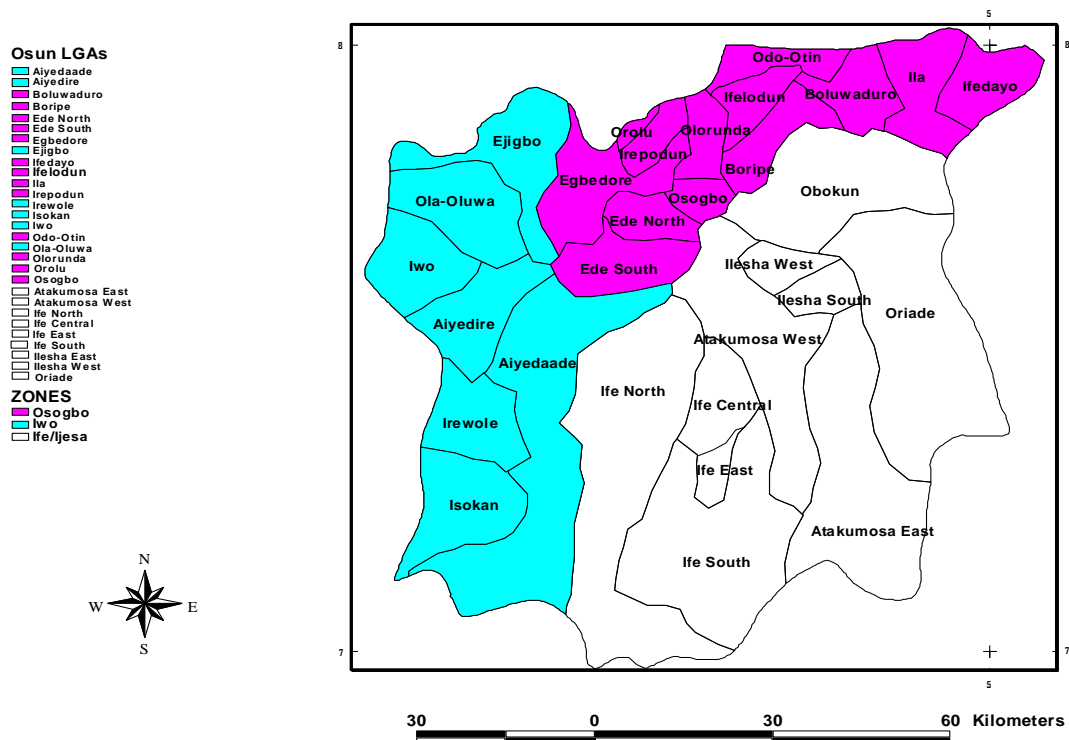 Osun LGAs
Aiyedaade
Aiyedire
Boluwaduro
Boripe
Ede North
Ede South
Egbedore
Ejigbo
Ifedayo
Ifelodun
Ila
Irepodun
Irewole
Isokan
Iwo
Odo-Otin
Ola-Oluwa
Olorunda
Orolu
Osogbo
Atakumosa East
Atakumosa West
Ife North
Ife Central
Ife East
Ife South
Ilesha East
Ilesha West
Oriade
ZONES
Osogbo
Iwo
Ife/Ijesa
N
W
E
S
5
8
8
Odo-Otin
Ila
Ifedayo
Ifelodun
Boluwaduro
Orolu
Olorunda
Ejigbo
Irepodun
Boripe
Egbedore
Obokun
Ola-Oluwa
Osogbo
Ede North
Iwo
Ede South
Ilesha West
Ilesha South
Oriade
Aiyedire
Atakumosa West
Aiyedaade
Ife North
Ife Central
Irewole
Ife East
Isokan
Atakumosa East
Ife South
7
7
5
30 0 30 60 Kilometers